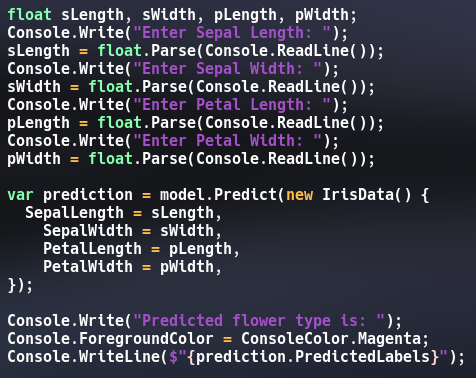 float sLength, sWidth, pLength, pWidth;
Console.Write("Enter Sepal Length: ");
sLength = float.Parse(Console.ReadLine());
Console.Write("Enter Sepal Width: ");
sWidth = float.Parse(Console.ReadLine());
Console.Write("Enter Petal Length: ");
pLength = float.Parse(Console.ReadLine());
Console.Write("Enter Petal Width: ");
pWidth = float.Parse(Console.ReadLine());

var prediction = model.Predict(new IrisData() {
  SepalLength = sLength,
    SepalWidth = sWidth,
    PetalLength = pLength,
    PetalWidth = pWidth,
});

Console.Write("Predicted flower type is: ");
Console.ForegroundColor = ConsoleColor.Magenta;
Console.WriteLine($"{prediction.PredictedLabels}");